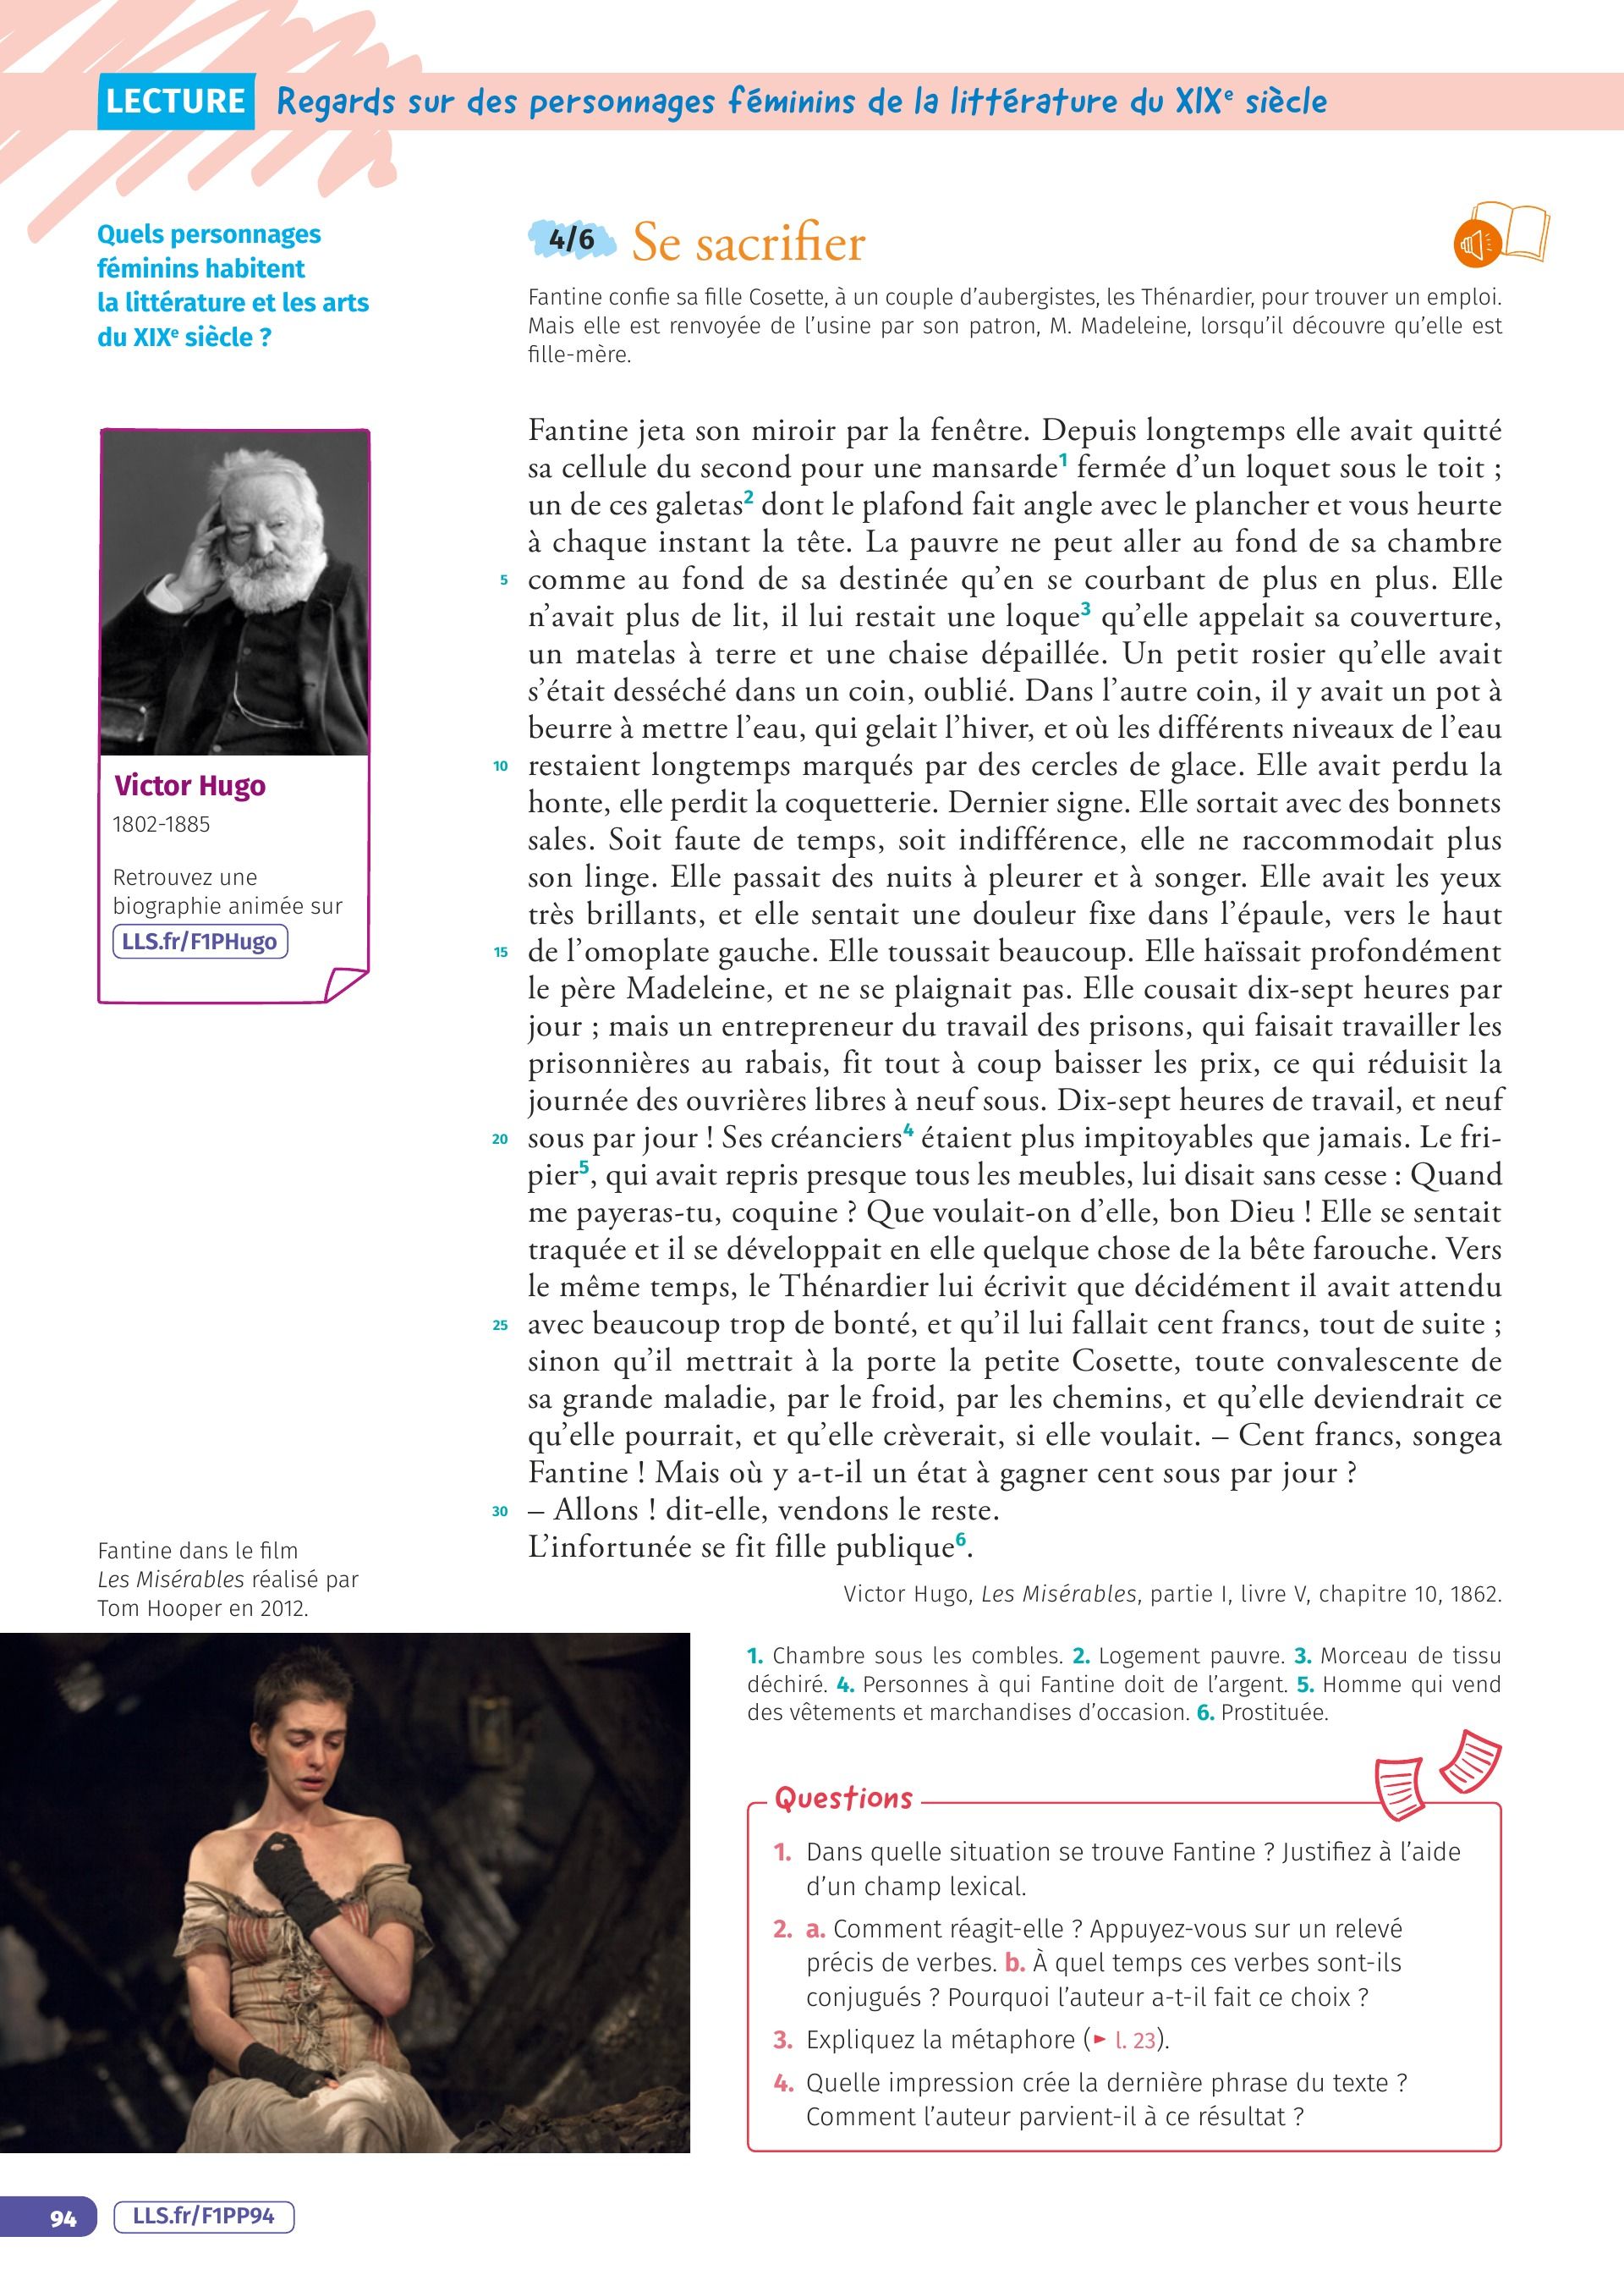 LECTURE Regards sur des personnages féminins de la littérature du XIXe siècle
Quels personnages
féminins habitent
la littérature et les arts
du XIXe siècle ?
4/6 Se sacrifier
Fantine confie sa fille Cosette, à un couple d’aubergistes, les Thénardier, pour trouver un emploi.
Mais elle est renvoyée de l’usine par son patron, M. Madeleine, lorsqu’il découvre qu’elle est
fille-mère.
Victor Hugo
1802-1885
Retrouvez une
biographie animée sur
LLS.fr/F1PHugo
Fantine jeta son miroir par la fenêtre. Depuis longtemps elle avait quitté
sa cellule du second pour une mansarde1 fermée d’un loquet sous le toit ;
un de ces galetas2 dont le plafond fait angle avec le plancher et vous heurte
à chaque instant la tête. La pauvre ne peut aller au fond de sa chambre
5 comme au fond de sa destinée qu’en se courbant de plus en plus. Elle
n’avait plus de lit, il lui restait une loque3 qu’elle appelait sa couverture,
un matelas à terre et une chaise dépaillée. Un petit rosier qu’elle avait
s’était desséché dans un coin, oublié. Dans l’autre coin, il y avait un pot à
beurre à mettre l’eau, qui gelait l’hiver, et où les différents niveaux de l’eau
10 restaient longtemps marqués par des cercles de glace. Elle avait perdu la
honte, elle perdit la coquetterie. Dernier signe. Elle sortait avec des bonnets
sales. Soit faute de temps, soit indifférence, elle ne raccommodait plus
son linge. Elle passait des nuits à pleurer et à songer. Elle avait les yeux
très brillants, et elle sentait une douleur fixe dans l’épaule, vers le haut
15 de l’omoplate gauche. Elle toussait beaucoup. Elle haïssait profondément
le père Madeleine, et ne se plaignait pas. Elle cousait dix-sept heures par
jour ; mais un entrepreneur du travail des prisons, qui faisait travailler les
prisonnières au rabais, fit tout à coup baisser les prix, ce qui réduisit la
journée des ouvrières libres à neuf sous. Dix-sept heures de travail, et neuf
20 sous par jour ! Ses créanciers4 étaient plus impitoyables que jamais. Le fri-
pier5, qui avait repris presque tous les meubles, lui disait sans cesse : Quand
me payeras-tu, coquine ? Que voulait-on d’elle, bon Dieu ! Elle se sentait
traquée et il se développait en elle quelque chose de la bête farouche. Vers
le même temps, le Thénardier lui écrivit que décidément il avait attendu
25 avec beaucoup trop de bonté, et qu’il lui fallait cent francs, tout de suite ;
sinon qu’il mettrait à la porte la petite Cosette, toute convalescente de
sa grande maladie, par le froid, par les chemins, et qu’elle deviendrait ce
qu’elle pourrait, et qu’elle crèverait, si elle voulait. – Cent francs, songea
Fantine ! Mais où y a-t-il un état à gagner cent sous par jour ?
30 – Allons ! dit-elle, vendons le reste.
L’infortunée se fit fille publique6.
Victor Hugo, Les Misérables, partie I, livre V, chapitre 10, 1862.
Fantine dans le film
Les Misérables réalisé par
Tom Hooper en 2012.
1. Chambre sous les combles. 2. Logement pauvre. 3. Morceau de tissu
déchiré. 4. Personnes à qui Fantine doit de l’argent. 5. Homme qui vend
des vêtements et marchandises d’occasion. 6. Prostituée.
Questions
1. Dans quelle situation se trouve Fantine ? Justifiez à l’aide
d’un champ lexical.
2. a. Comment réagit-elle ? Appuyez-vous sur un relevé
précis de verbes. b. À quel temps ces verbes sont-ils
conjugués ? Pourquoi l’auteur a-t-il fait ce choix ?
3. Expliquez la métaphore (► l. 23).
4. Quelle impression crée la dernière phrase du texte ?
Comment l’auteur parvient-il à ce résultat ?
94 LLS.fr/F1PP94